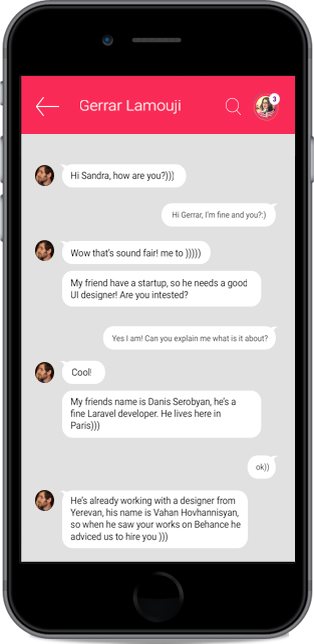 Gerrar Lamouji
3
Hi Sandra, how are you?)))
Hi Gerrar, I'm fine and you?:)
Wow that's sound fair! me to )))))
My friend have a startup, so he needs a good
UI designer! Are you intested?
Yes I am! Can you explain me what is it about?
Cool!
My friends name is Danis Serobyan, he's a
fine Laravel developer. He lives here in
Paris)))
ok))
He's already working with a designer from
Yerevan, his name is Vahan Hovhannisyan,
so when he saw your works on Behance he
adviced us to hire you )))